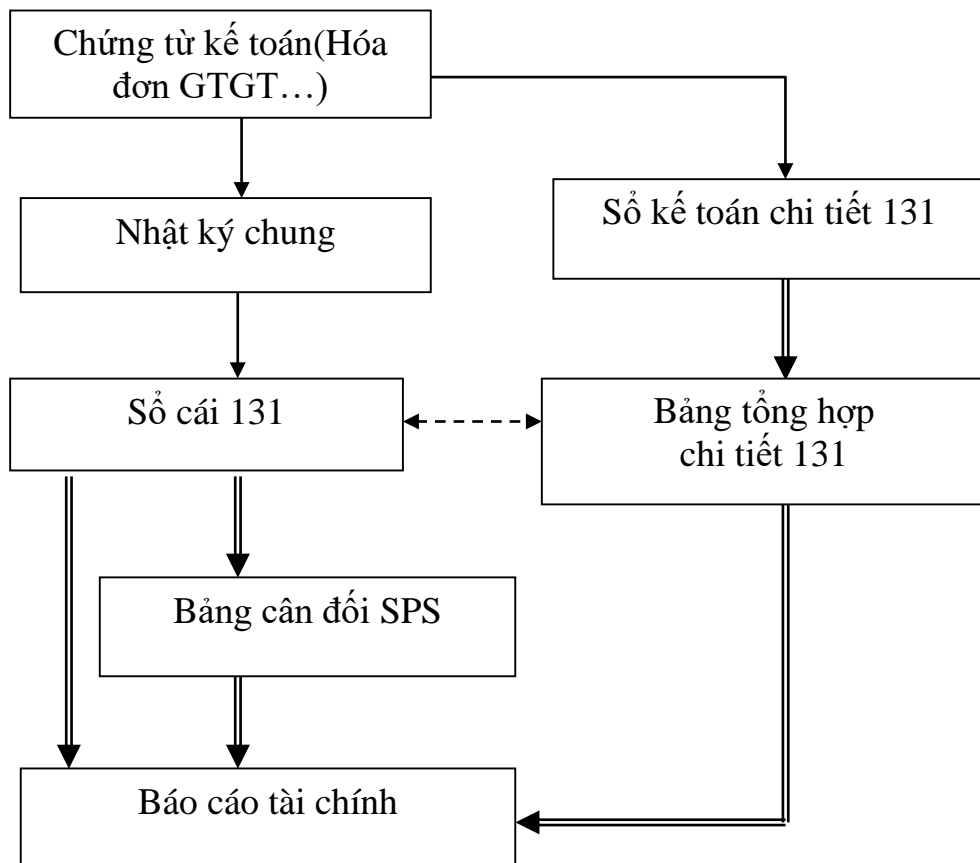 Chứng từ kế toán(Hóa
đơn GTGT…)
Nhật ký chung
Sổ kế toán chi tiết 131
Sổ cái 131
Bảng tổng hợp
chi tiết 131
Bảng cân đối SPS
Báo cáo tài chính